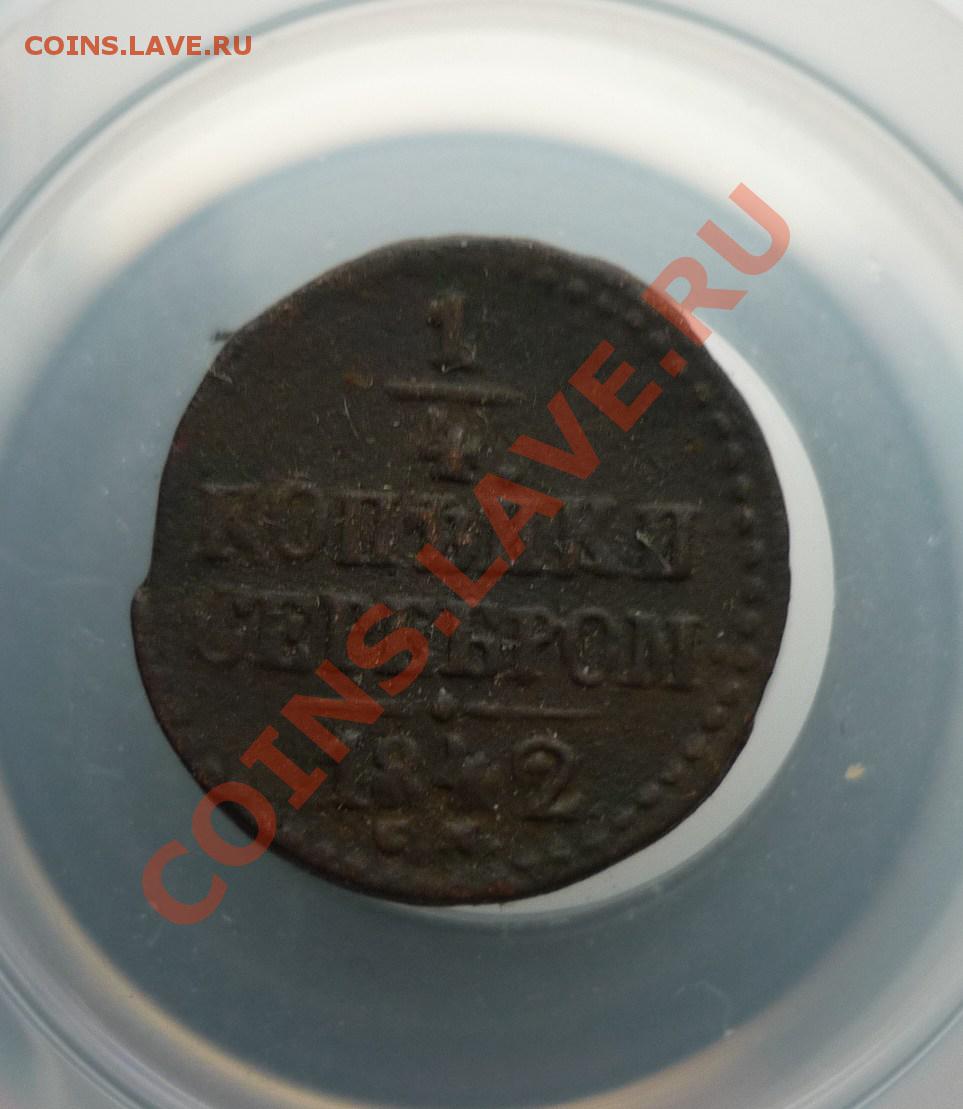 COINS.LAVE.RU
1
4
КОПѢЙКИ
СЕРЕБРОМ
1842
COINS.LAVE.RU